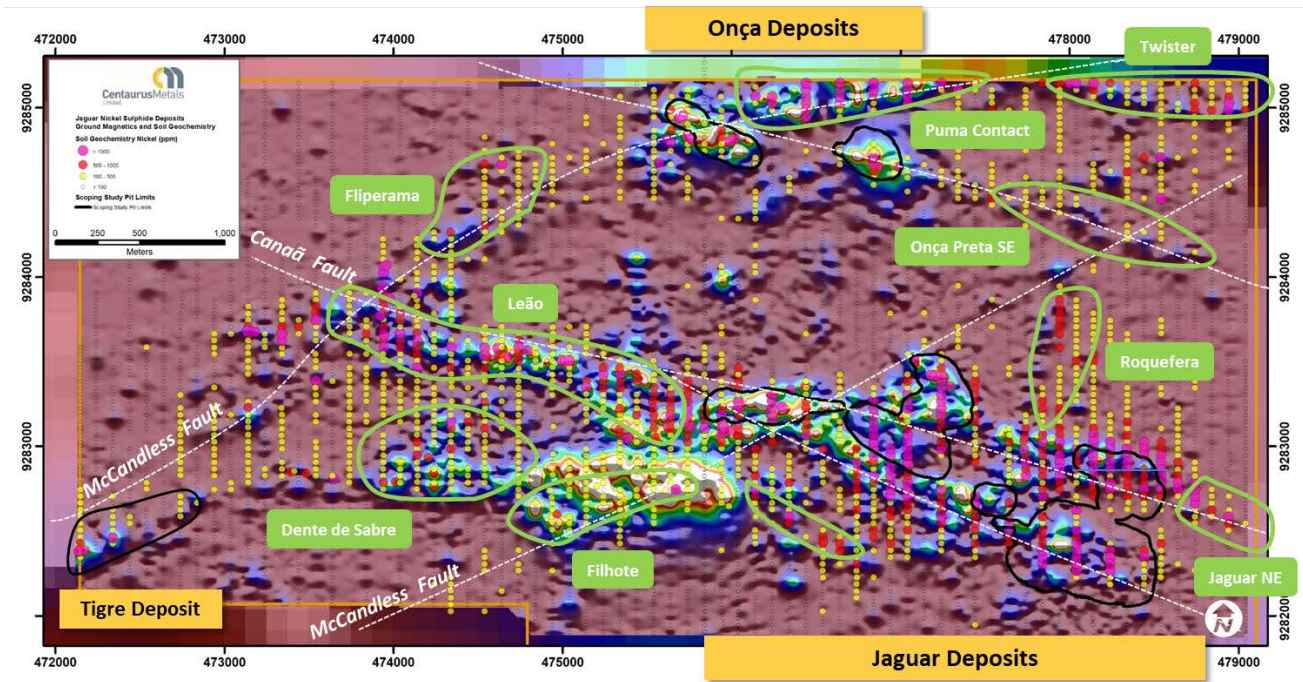 Onça Deposits
472000 473000 474000 475000 478000 479000
Twister
CentaurusMetals
Limited
Jaguar Nickel Sulphide Deposits
Ground Magnetics and Soil Geochemistry
Soil Geochemistry Nickel (ppm)
> 1000
500 - 1000
100 - 500
< 100
Scoping Study Pit Limits
Scoping Study Pit Limits
0 250 500 1,000
Meters
9285000
9285000
Puma Contact
Fliperama
Onça Preta SE
Canaã Fault
9284000
9284000
Leão
Roquefera
9283000
9283000
McCandless Fault
Dente de Sabre
Filhote
McCandless Fault
Jaguar NE
Tigre Deposit
N
9282000
Jaguar Deposits
472000 473000 474000 475000 479000